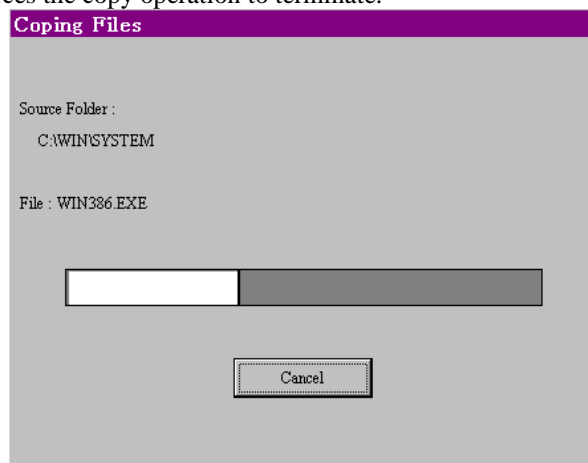 ces the copy operation to terminate.
Coping Files
Source Folder :
C:\WIN\SYSTEM
File : WIN386.EXE
Cancel